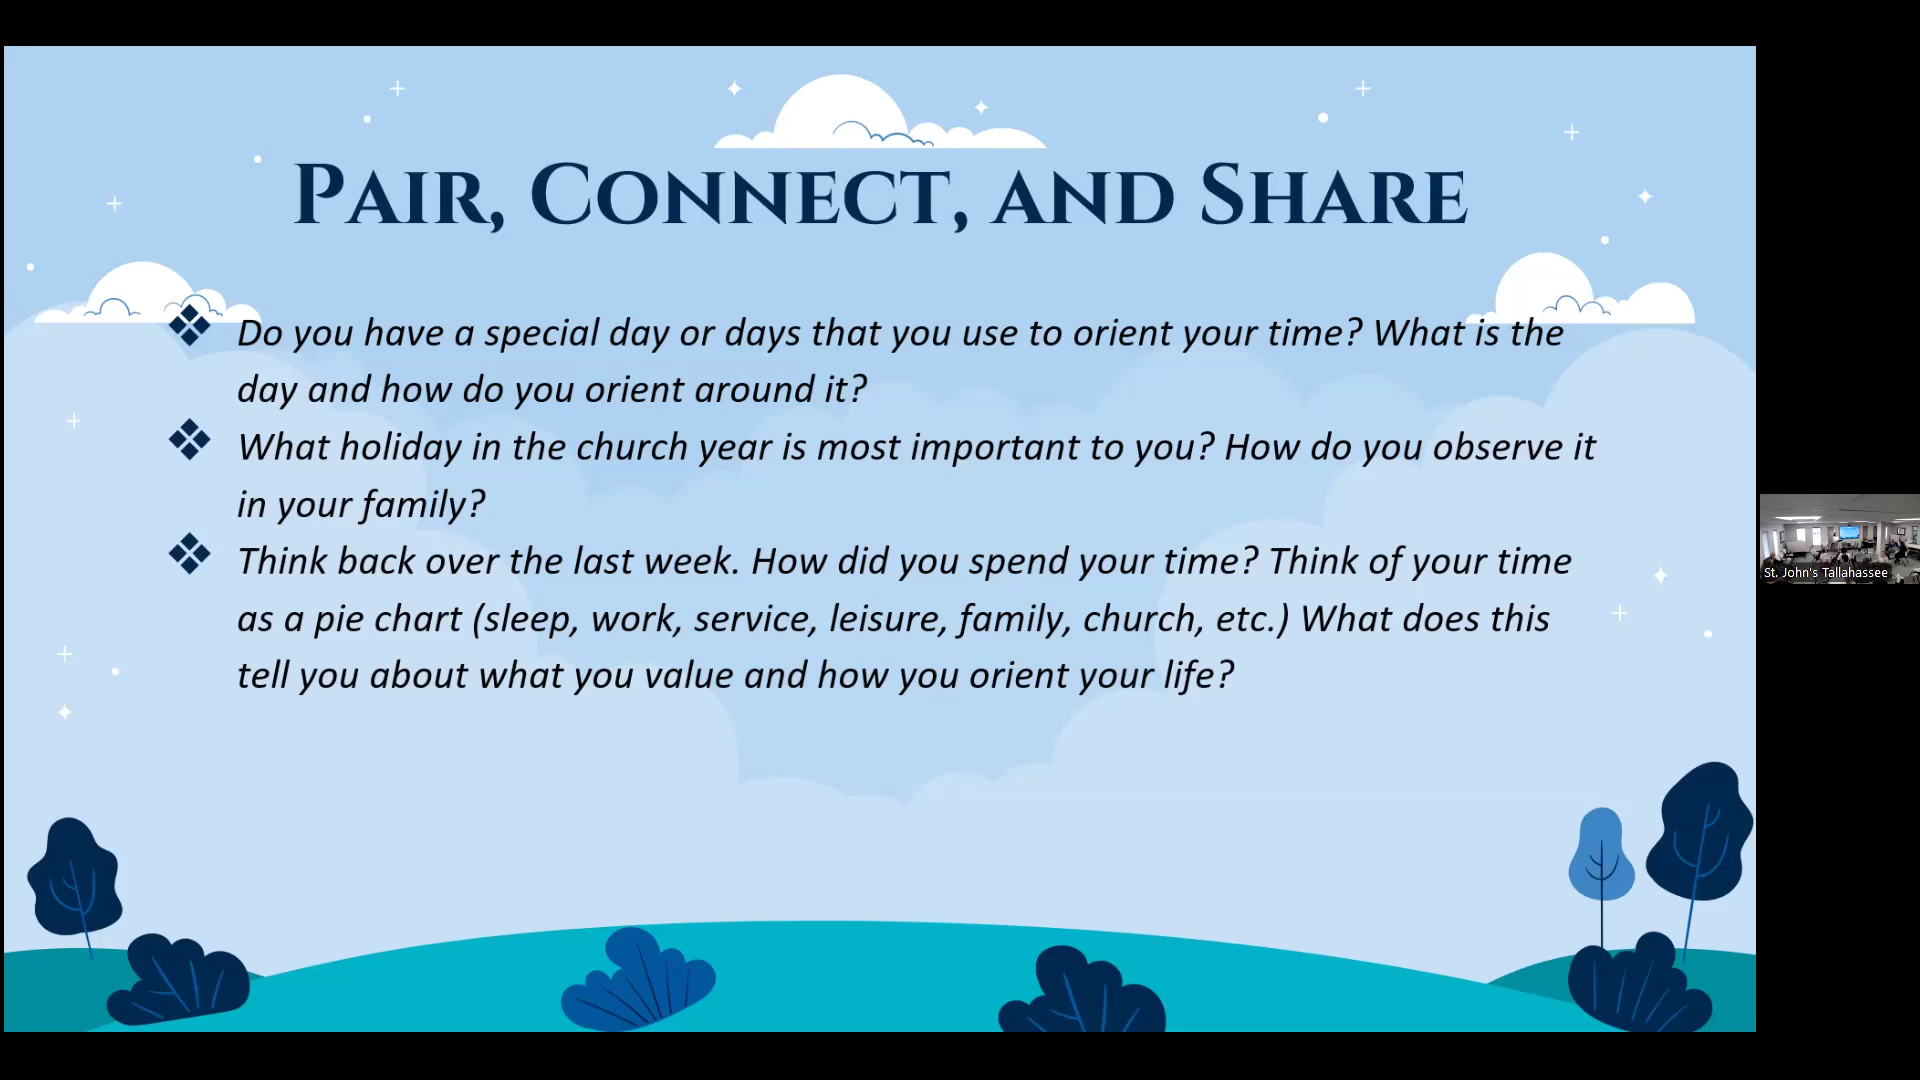 Pair, Connect, and Share
Do you have a special day or days that you use to orient your time? What is the
day and how do you orient around it?
What holiday in the church year is most important to you? How do you observe it
in your family?
Think back over the last week. How did you spend your time? Think of your time
as a pie chart (sleep, work, service, leisure, family, church, etc.) What does this
tell you about what you value and how you orient your life?
St. John's Tallahassee